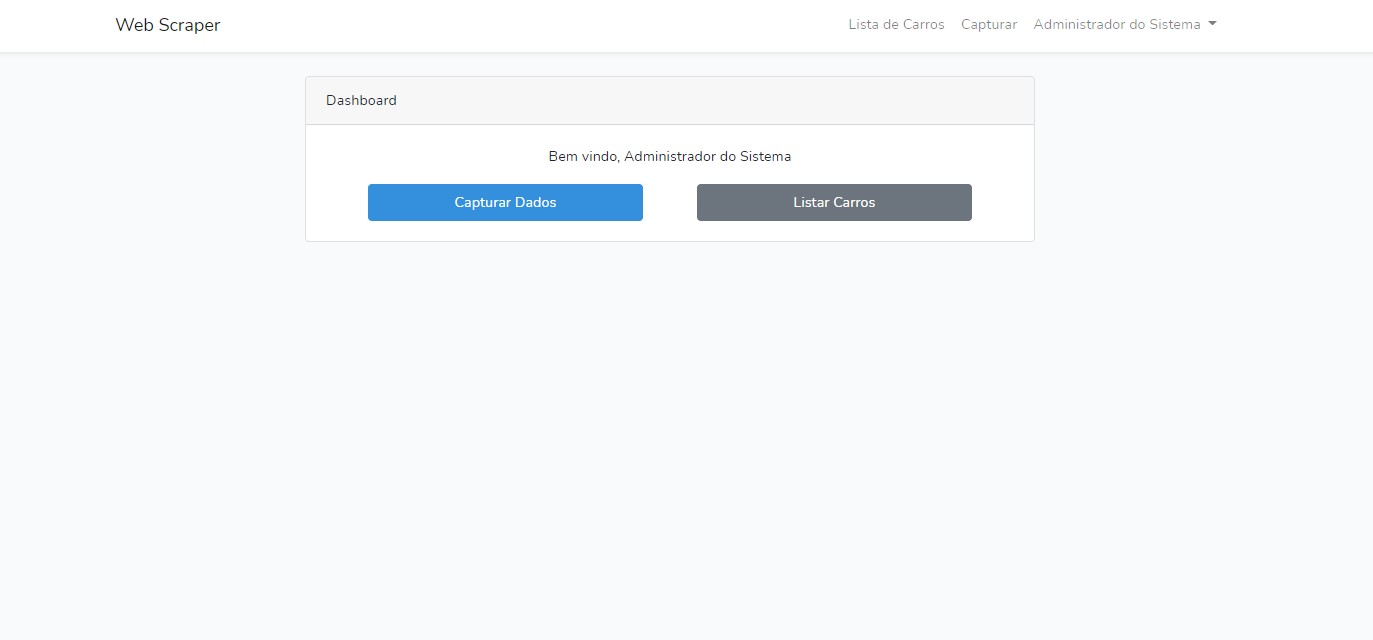 Web Scraper
Lista de Carros Capturar Administrador do Sistema
Dashboard
Bem vindo, Administrador do Sistema
Capturar Dados Listar Carros